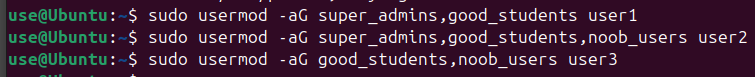 use@Ubuntu:~$ sudo usermod -aG super_admins,good_students user1
use@Ubuntu:~$ sudo usermod -aG super_admins,good_students,noob_users user2
use@Ubuntu:~$ sudo usermod -aG good_students,noob_users user3